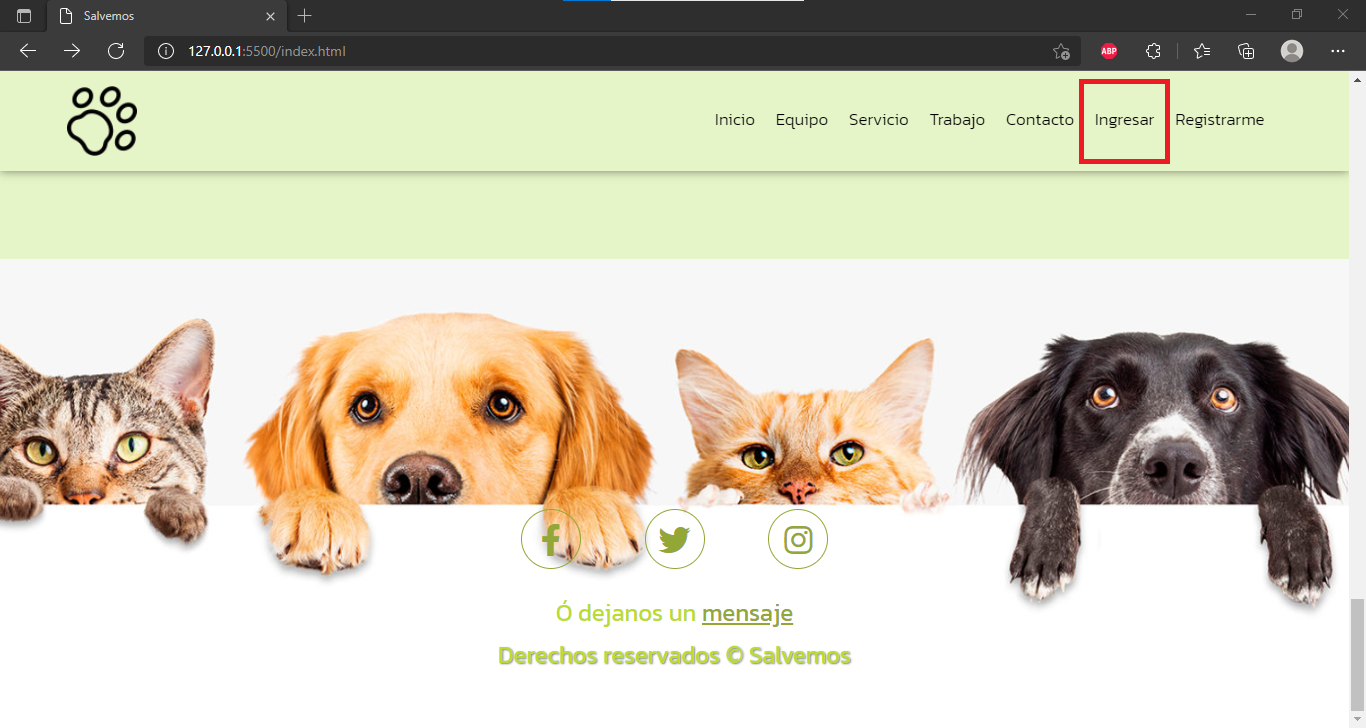 Salvemos
127.0.0.1:5500/index.html
ABP
Inicio Equipo Servicio Trabajo Contacto Ingresar Registrarme
Ó dejanos un mensaje
Derechos reservados © Salvemos